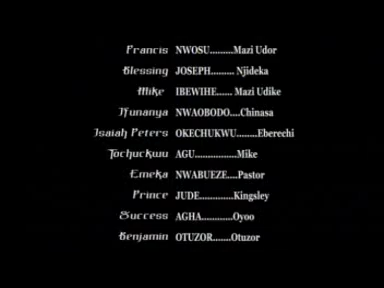 Francis NWOSU.........Mazi Udor
Blessing JOSEPH......... Njideka
Mike IBEWIHE...... Mazi Udike
Ifunanya NWAOBODO....Chinasa
Isaiah Peters OKECHUKWU........Eberechi
Tochuckwu AGU................Mike
Emeka NWABUEZE....Pastor
Prince JUDE.............Kingsley
Success AGHA............Oyoo
Benjamin OTUZOR.......Otuzor